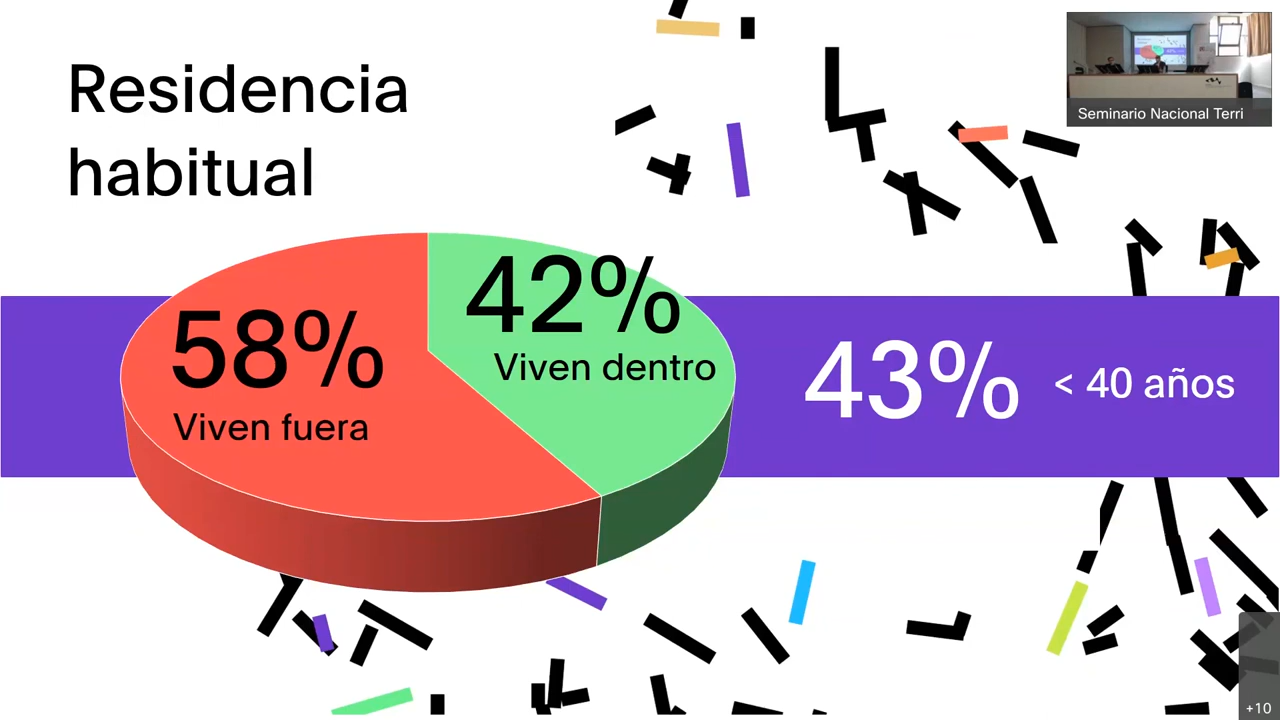 Residencia
habitual
Seminario Nacional Terri
58%
Viven fuera
42%
Viven dentro
43% < 40 años
+10